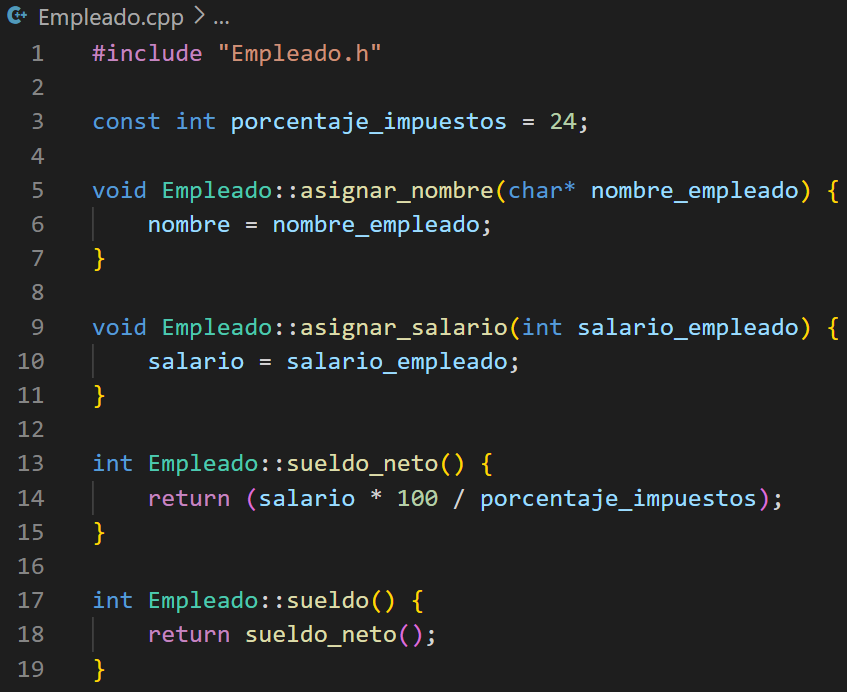 Empleado.cpp > ...
1 #include "Empleado.h"
2
3 const int porcentaje_impuestos = 24;
4
5 void Empleado::asignar_nombre(char* nombre_empleado) {
6     nombre = nombre_empleado;
7 }
8
9 void Empleado::asignar_salario(int salario_empleado) {
10     salario = salario_empleado;
11 }
12
13 int Empleado::sueldo_neto() {
14     return (salario * 100 / porcentaje_impuestos);
15 }
16
17 int Empleado::sueldo() {
18     return sueldo_neto();
19 }